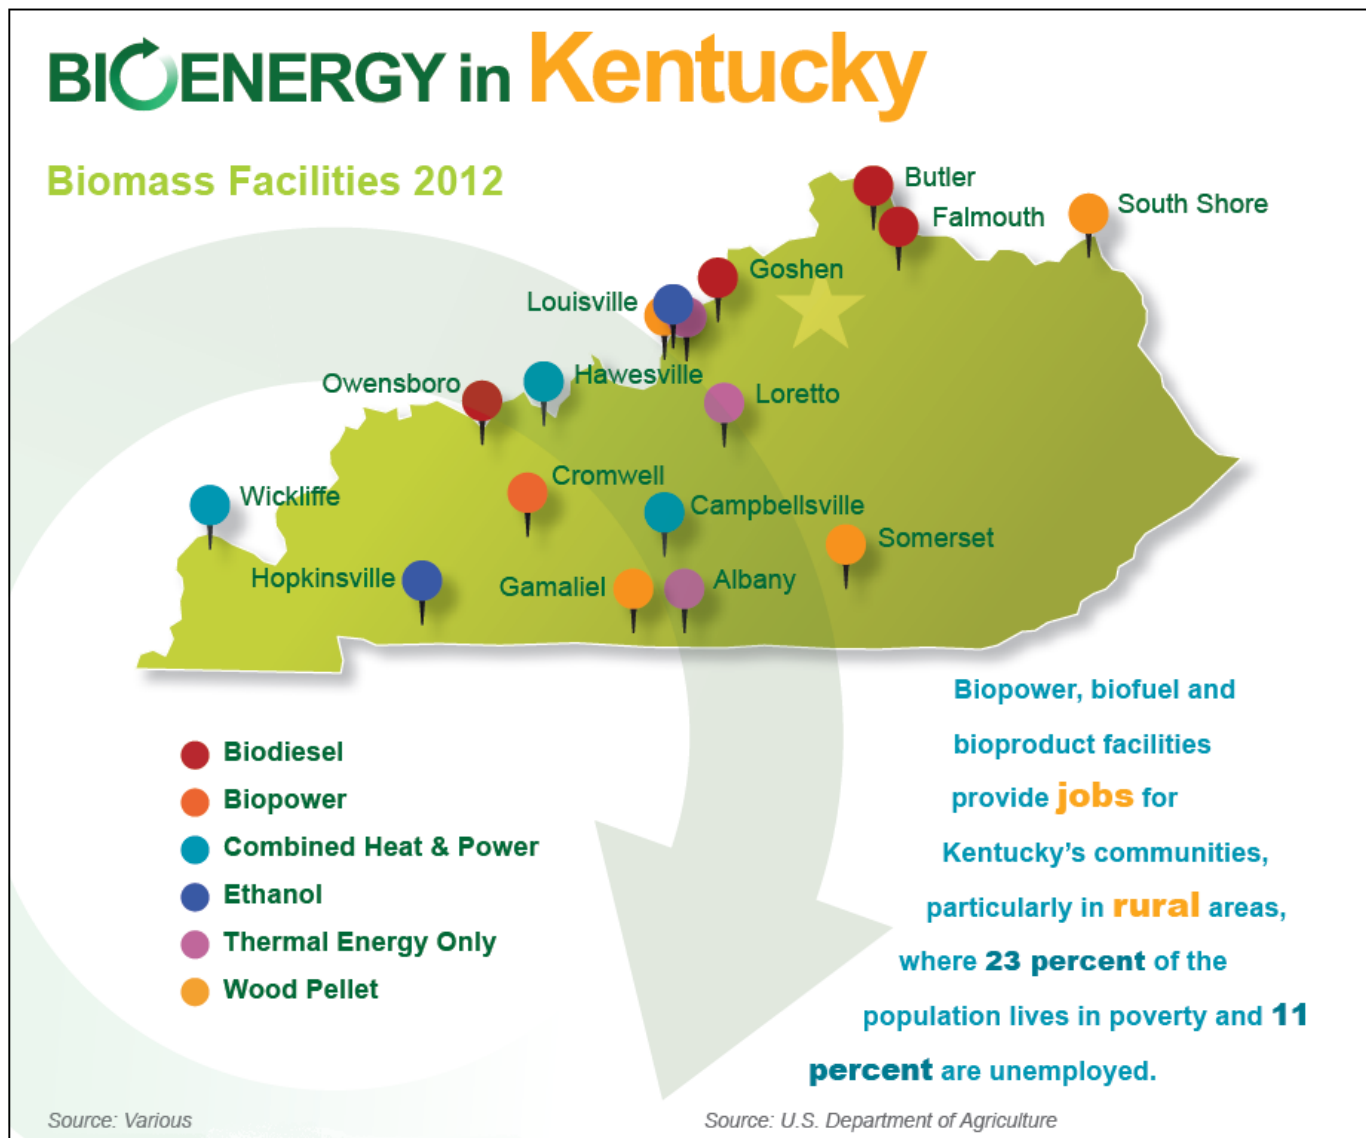 BIOENERGY in Kentucky
Biomass Facilities 2012
Butler
South Shore
Falmouth
Goshen
Louisville
Owensboro
Hawesville
Loretto
Cromwell
Wickliffe
Campbellsville
Somerset
Hopkinsville
Gamaliel
Albany
Biodiesel
Biopower
Combined Heat & Power
Ethanol
Thermal Energy Only
Wood Pellet
Biopower, biofuel and
bioproduct facilities
provide jobs for
Kentucky's communities,
particularly in rural areas,
where 23 percent of the
population lives in poverty and 11
percent are unemployed.
Source: Various
Source: U.S. Department of Agriculture